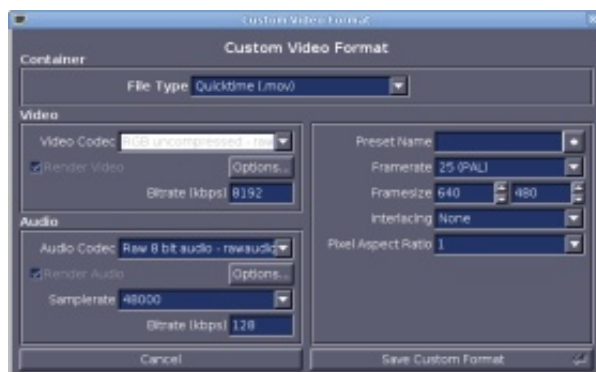 Custom Video Format
Custom Video Format
Container
File Type Quicktime (.mov)
Video
Video Codec RGB uncompressed - raw
Render Video Options...
Bitrate (kbps) 8192
Preset Name
Framerate 25 (PAL)
Framesize 640 480
Interlacing None
Pixel Aspect Ratio 1
Audio
Audio Codec Raw 8 bit audio - rawaudio
Render Audio Options...
Samplerate 48000
Bitrate (kbps) 128
Cancel
Save Custom Format